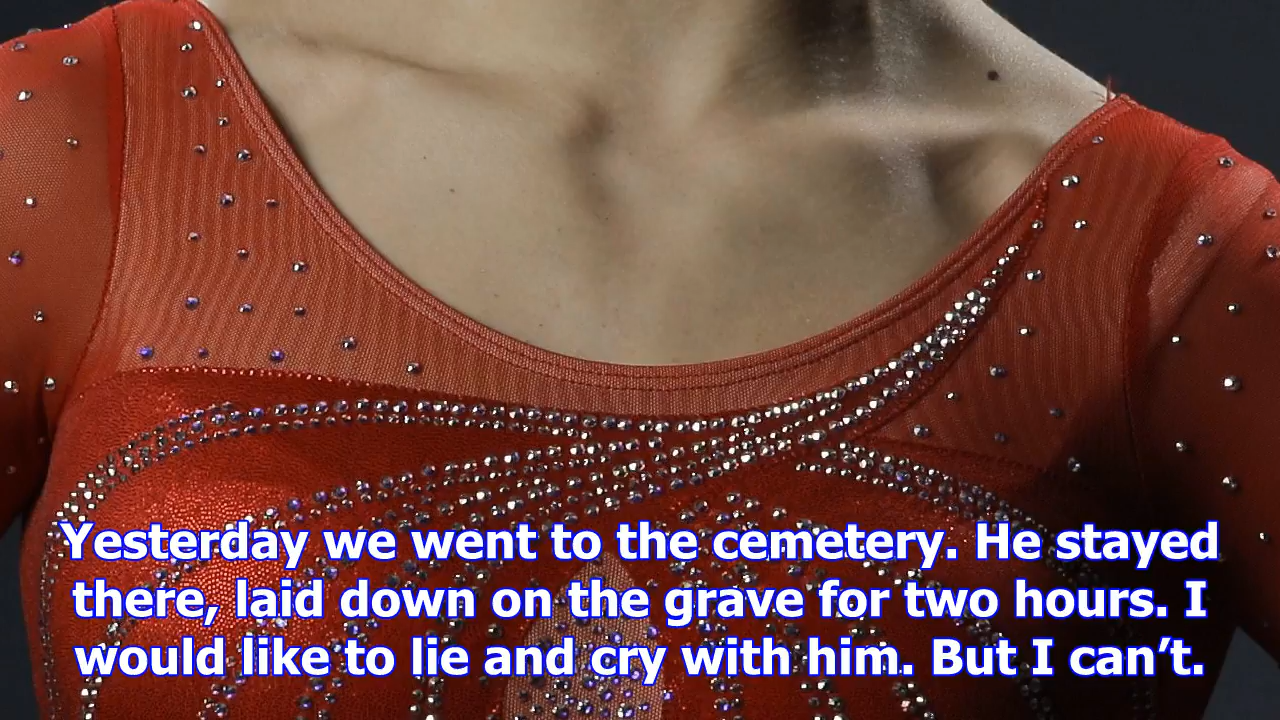 Yesterday we went to the cemetery. He stayed
there, laid down on the grave for two hours. I
would like to lie and cry with him. But I can’t.